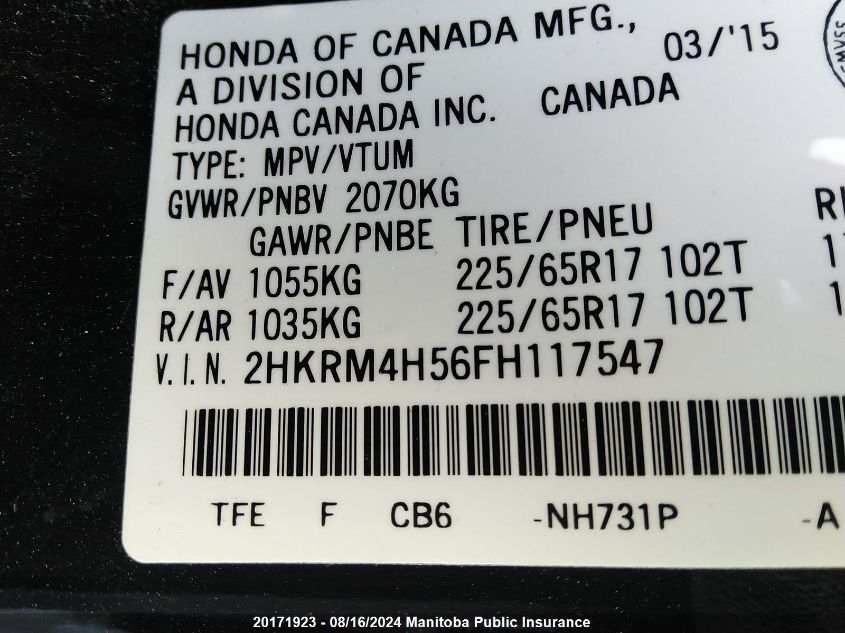 HONDA OF CANADA MFG., 03/'15
A DIVISION OF
HONDA CANADA INC. CANADA
TYPE: MPV/VTUM
GVWR/PNBV 2070KG
GAWR/PNBE TIRE/PNEU
F/AV 1055KG 225/65R17 102T
R/AR 1035KG 225/65R17 102T
V.I.N. 2HKRM4H56FH117547
TFE F CB6 -NH731P -A
20171923 - 08/16/2024 Manitoba Public Insurance